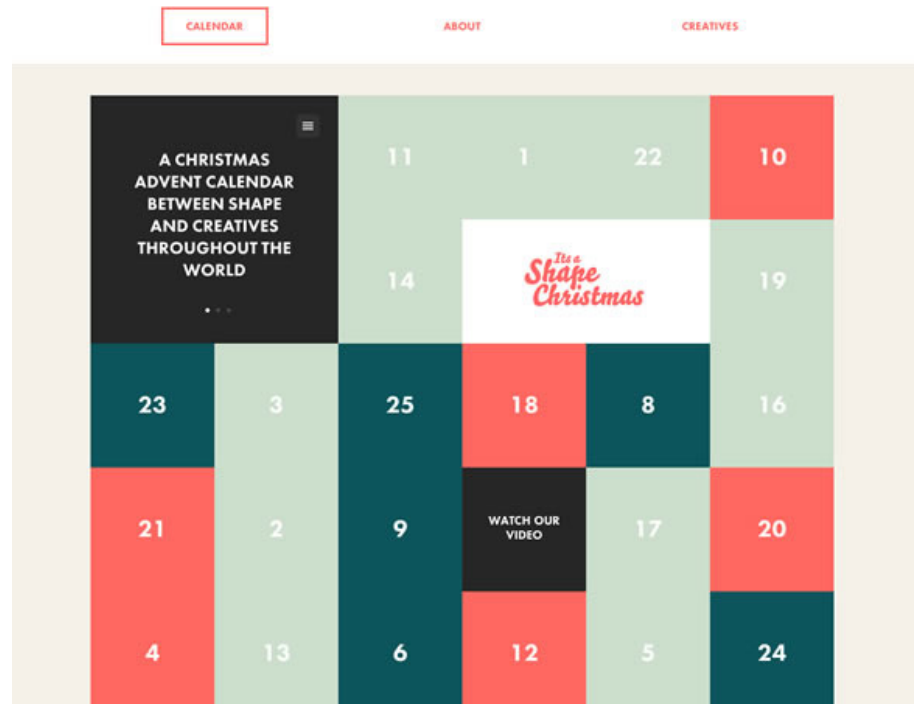 CALENDAR ABOUT CREATIVES
A CHRISTMAS
ADVENT CALENDAR
BETWEEN SHAPE
AND CREATIVES
THROUGHOUT THE
WORLD
11 1 22 10
14
Its a
Shape
Christmas
19
23 3 25 18 8 16
21 2 9
WATCH OUR
VIDEO
17 20
4 13 6 12 5 24